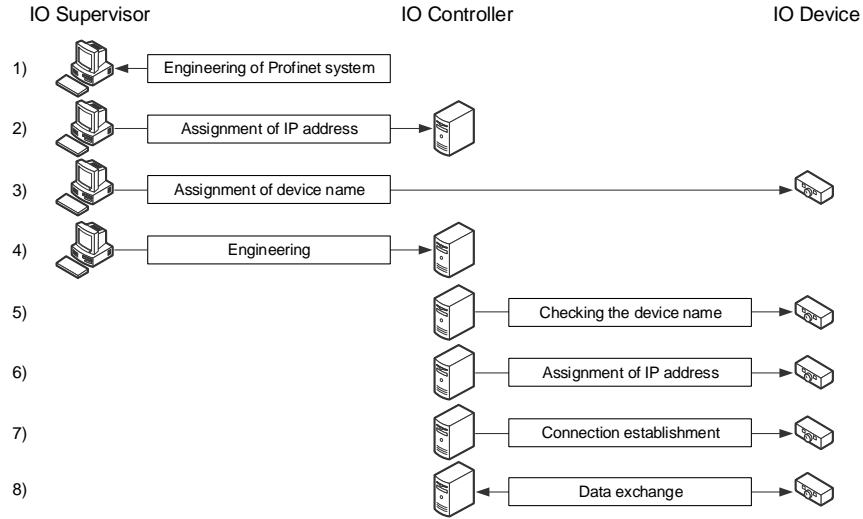 IO Supervisor IO Controller IO Device
1) Engineering of Profinet system
2) Assignment of IP address
3) Assignment of device name
4) Engineering
5) Checking the device name
6) Assignment of IP address
7) Connection establishment
8) Data exchange